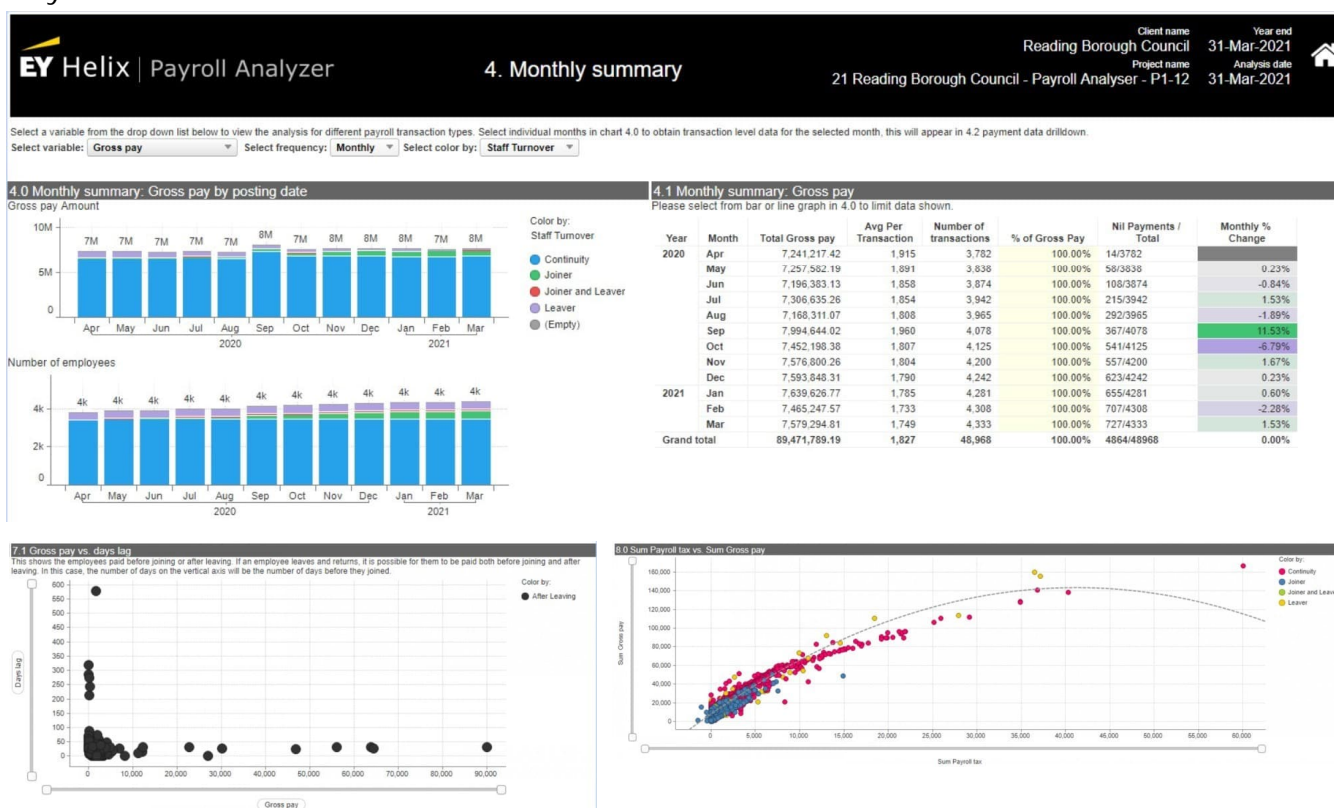 EY Helix | Payroll Analyzer
4. Monthly summary
Client name Year end
Reading Borough Council 31-Mar-2021
Project name Analysis date
21 Reading Borough Council - Payroll Analyser - P1-12 31-Mar-2021
Select a variable from the drop down list below to view the analysis for different payroll transaction types. Select individual months in chart 4.0 to obtain transaction level data for the selected month, this will appear in 4.2 payment data drilldown.
Select variable: Gross pay Select frequency: Monthly Select color by: Staff Turnover
4.0 Monthly summary: Gross pay by posting date
Gross pay Amount
10M
5M
0
7M 7M 7M 7M 7M 8M 7M 8M 8M 8M 7M 8M
Apr May Jun Jul Aug Sep Oct Nov Dec Jan Feb Mar
2020 2021
Color by:
Staff Turnover
Continuity
Joiner
Joiner and Leaver
Leaver
(Empty)
Number of employees
4k
2k
0
4k 4k 4k 4k 4k 4k 4k 4k 4k 4k 4k 4k
Apr May Jun Jul Aug Sep Oct Nov Dec Jan Feb Mar
2020 2021
4.1 Monthly summary: Gross pay
Please select from bar or line graph in 4.0 to limit data shown.
Year Month Total Gross pay Avg Per Transaction Number of transactions % of Gross Pay Nil Payments / Total Monthly % Change
2020 Apr 7,241,217.42 1,915 3,782 100.00% 14/3782
May 7,257,582.19 1,891 3,838 100.00% 58/3838 0.23%
Jun 7,196,383.13 1,858 3,874 100.00% 108/3874 -0.84%
Jul 7,306,635.26 1,854 3,942 100.00% 215/3942 1.53%
Aug 7,168,311.07 1,808 3,965 100.00% 292/3965 -1.89%
Sep 7,994,644.02 1,960 4,078 100.00% 367/4078 11.53%
Oct 7,452,198.38 1,807 4,125 100.00% 541/4125 -6.79%
Nov 7,576,800.26 1,804 4,200 100.00% 557/4200 1.67%
Dec 7,593,848.31 1,790 4,242 100.00% 623/4242 0.23%
2021 Jan 7,639,626.77 1,785 4,281 100.00% 655/4281 0.60%
Feb 7,465,247.57 1,733 4,308 100.00% 707/4308 -2.28%
Mar 7,579,294.81 1,749 4,333 100.00% 727/4333 1.53%
Grand total 89,471,789.19 1,827 48,968 100.00% 4864/48968 0.00%
7.1 Gross pay vs. days lag
This shows the employees paid before joining or after leaving. If an employee leaves and returns, it is possible for them to be paid both before joining and after
leaving. In this case, the number of days on the vertical axis will be the number of days before they joined.
Color by:
After Leaving
600
550
500
450
400
350
300
250
200
150
100
50
0
Days lag
0 10,000 20,000 30,000 40,000 50,000 60,000 70,000 80,000 90,000
Gross pay
8.0 Sum Payroll tax vs. Sum Gross pay
Color by:
Continuity
Joiner
Joiner and Leave
Leaver
160,000
140,000
120,000
100,000
80,000
60,000
40,000
20,000
0
Sum Gross pay
0 5,000 10,000 15,000 20,000 25,000 30,000 35,000 40,000 45,000 50,000 55,000 60,000
Sum Payroll tax